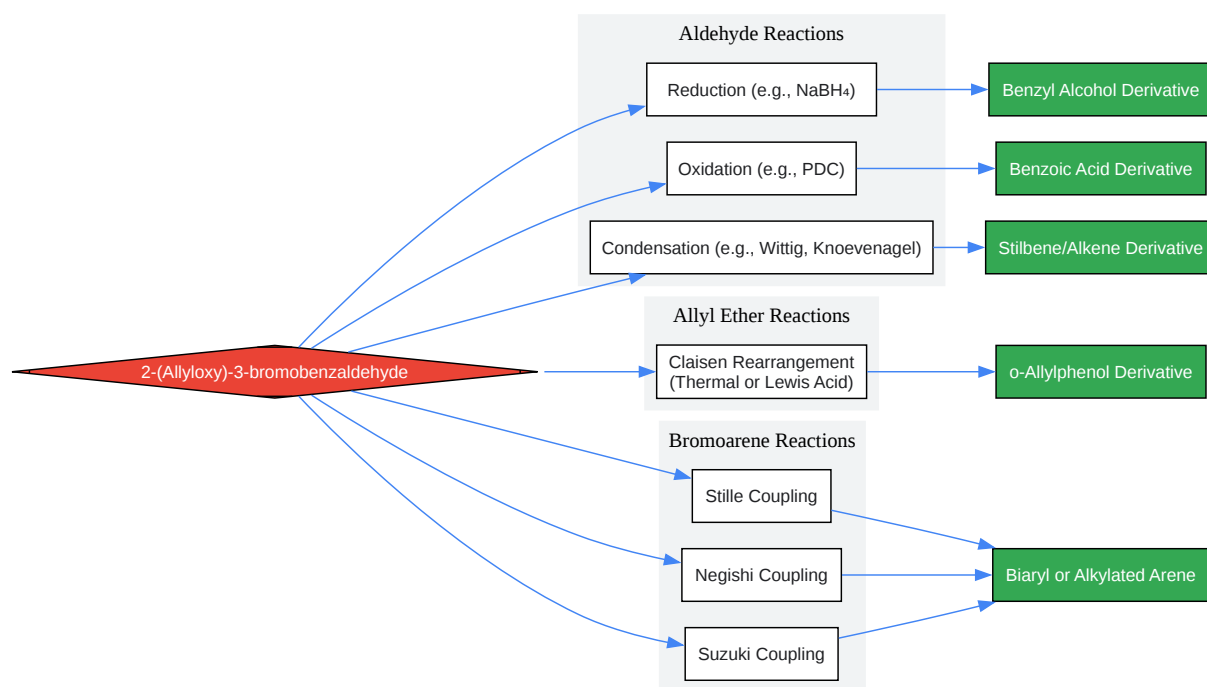 Aldehyde Reactions
Reduction (e.g., NaBH₄)
Benzyl Alcohol Derivative
Oxidation (e.g., PDC)
Benzoic Acid Derivative
Condensation (e.g., Wittig, Knoevenagel)
Stilbene/Alkene Derivative
Allyl Ether Reactions
2-(Allyloxy)-3-bromobenzaldehyde
Claisen Rearrangement
(Thermal or Lewis Acid)
o-Allylphenol Derivative
Bromoarene Reactions
Stille Coupling
Negishi Coupling
Biaryl or Alkylated Arene
Suzuki Coupling